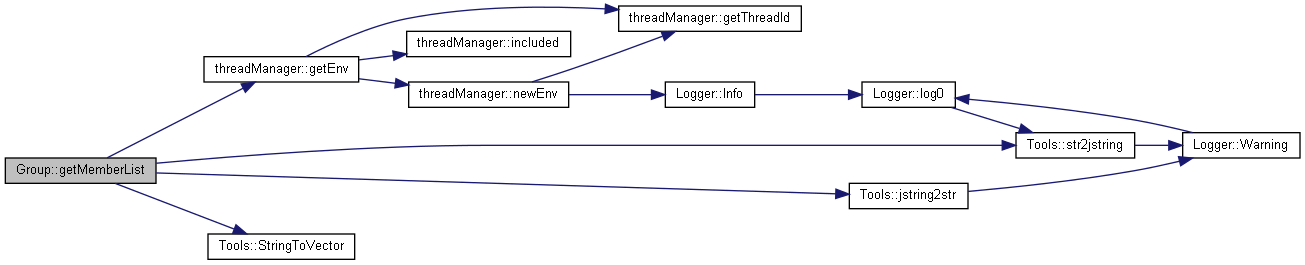 threadManager::getThreadId
threadManager::included
threadManager::getEnv
threadManager::newEnv
Logger::Info
Logger::log0
Tools::str2jstring
Logger::Warning
Group::getMemberList
Tools::jstring2str
Tools::StringToVector